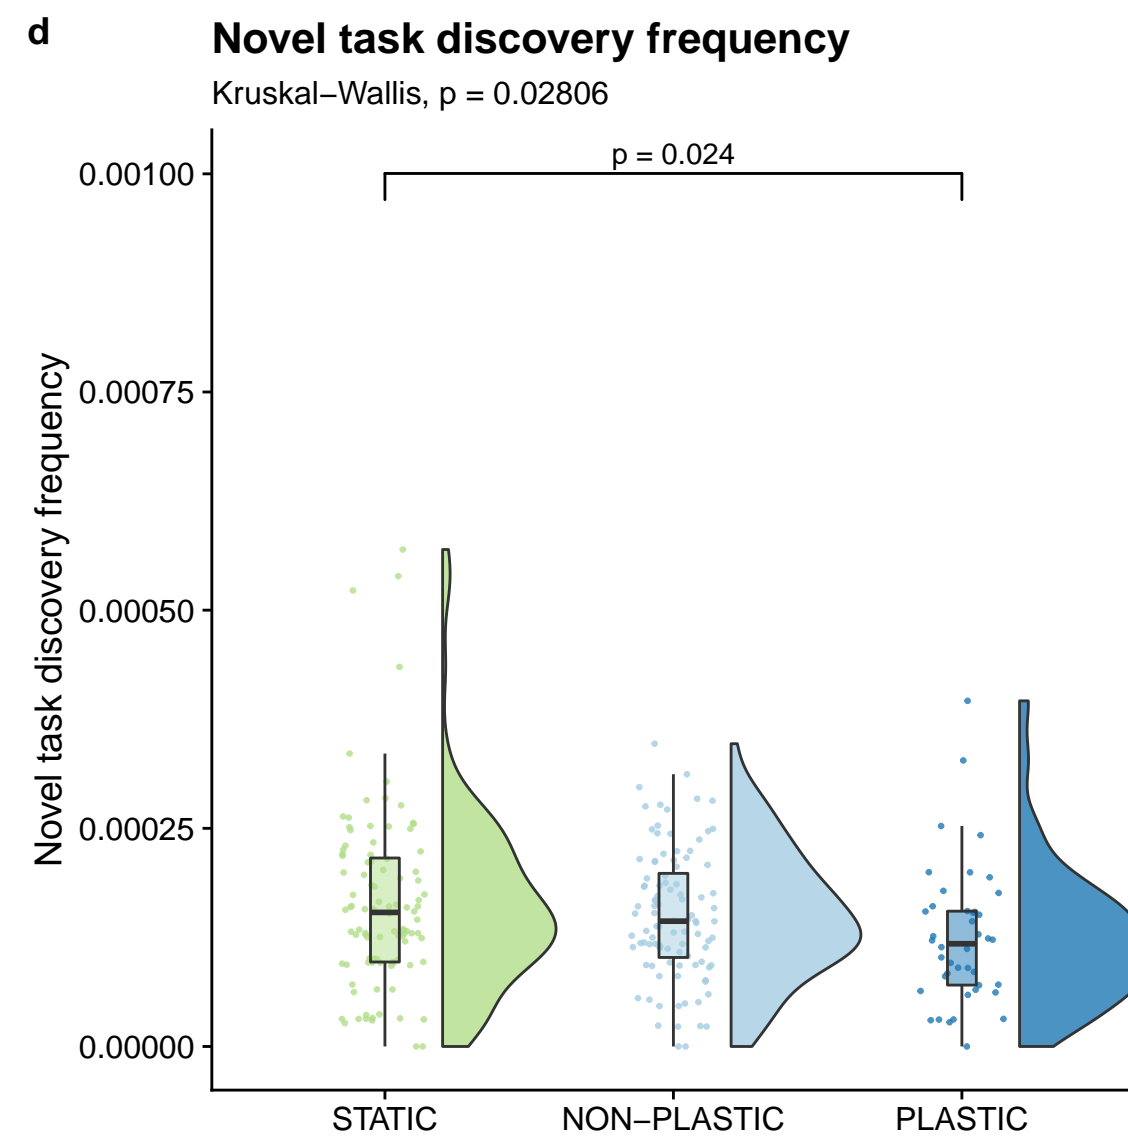 d
Novel task discovery frequency
Kruskal−Wallis, p = 0.02806
p = 0.024
0.00100
0.00075
0.00050
0.00025
0.00000
Novel task discovery frequency
STATIC
NON−PLASTIC
PLASTIC